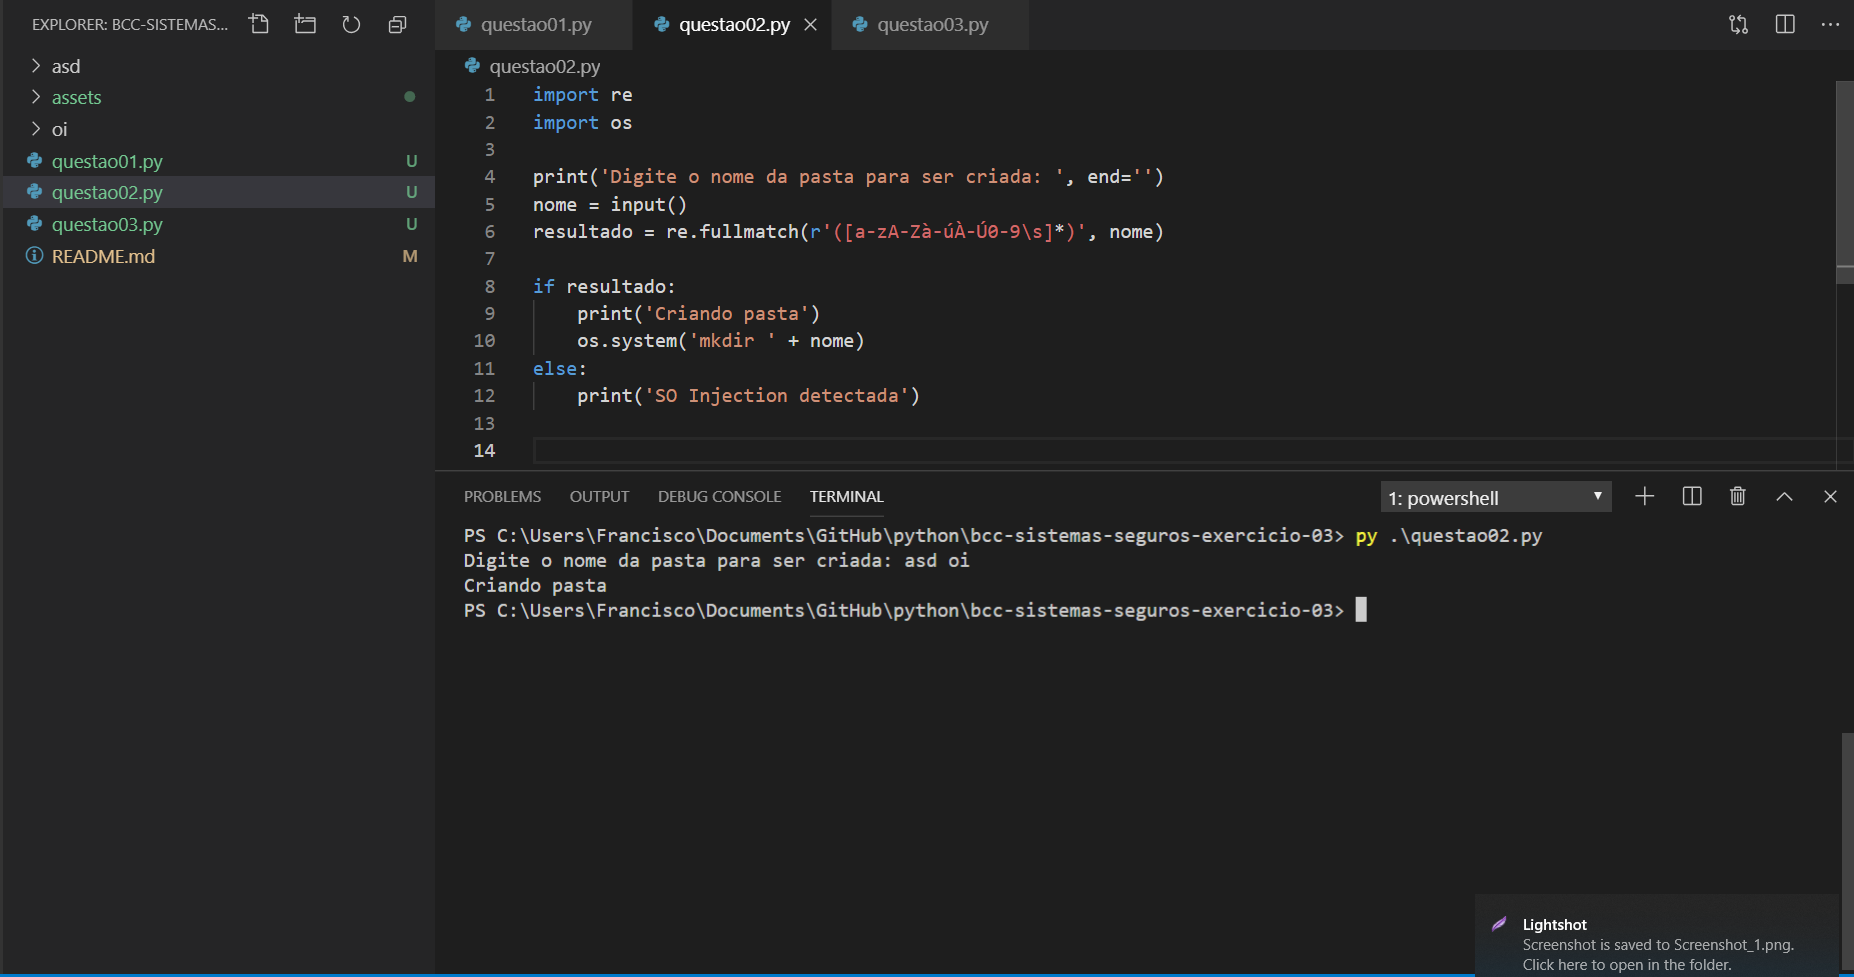 EXPLORER: BCC-SISTEMAS...
asd
assets
oi
questao01.py U
questao02.py U
questao03.py U
README.md M
questao01.py questao02.py questao03.py
questao02.py
1 import re
2 import os
3
4 print('Digite o nome da pasta para ser criada: ', end='')
5 nome = input()
6 resultado = re.fullmatch(r'([a-zA-Zà-úÀ-Ú0-9\s]*)', nome)
7
8 if resultado:
9 print('Criando pasta')
10 os.system('mkdir ' + nome)
11 else:
12 print('SO Injection detectada')
13
14
PROBLEMS OUTPUT DEBUG CONSOLE TERMINAL 1: powershell
PS C:\Users\Francisco\Documents\GitHub\python\bcc-sistemas-seguros-exercicio-03> py .\questao02.py
Digite o nome da pasta para ser criada: asd oi
Criando pasta
PS C:\Users\Francisco\Documents\GitHub\python\bcc-sistemas-seguros-exercicio-03>
Lightshot
Screenshot is saved to Screenshot_1.png.
Click here to open in the folder.